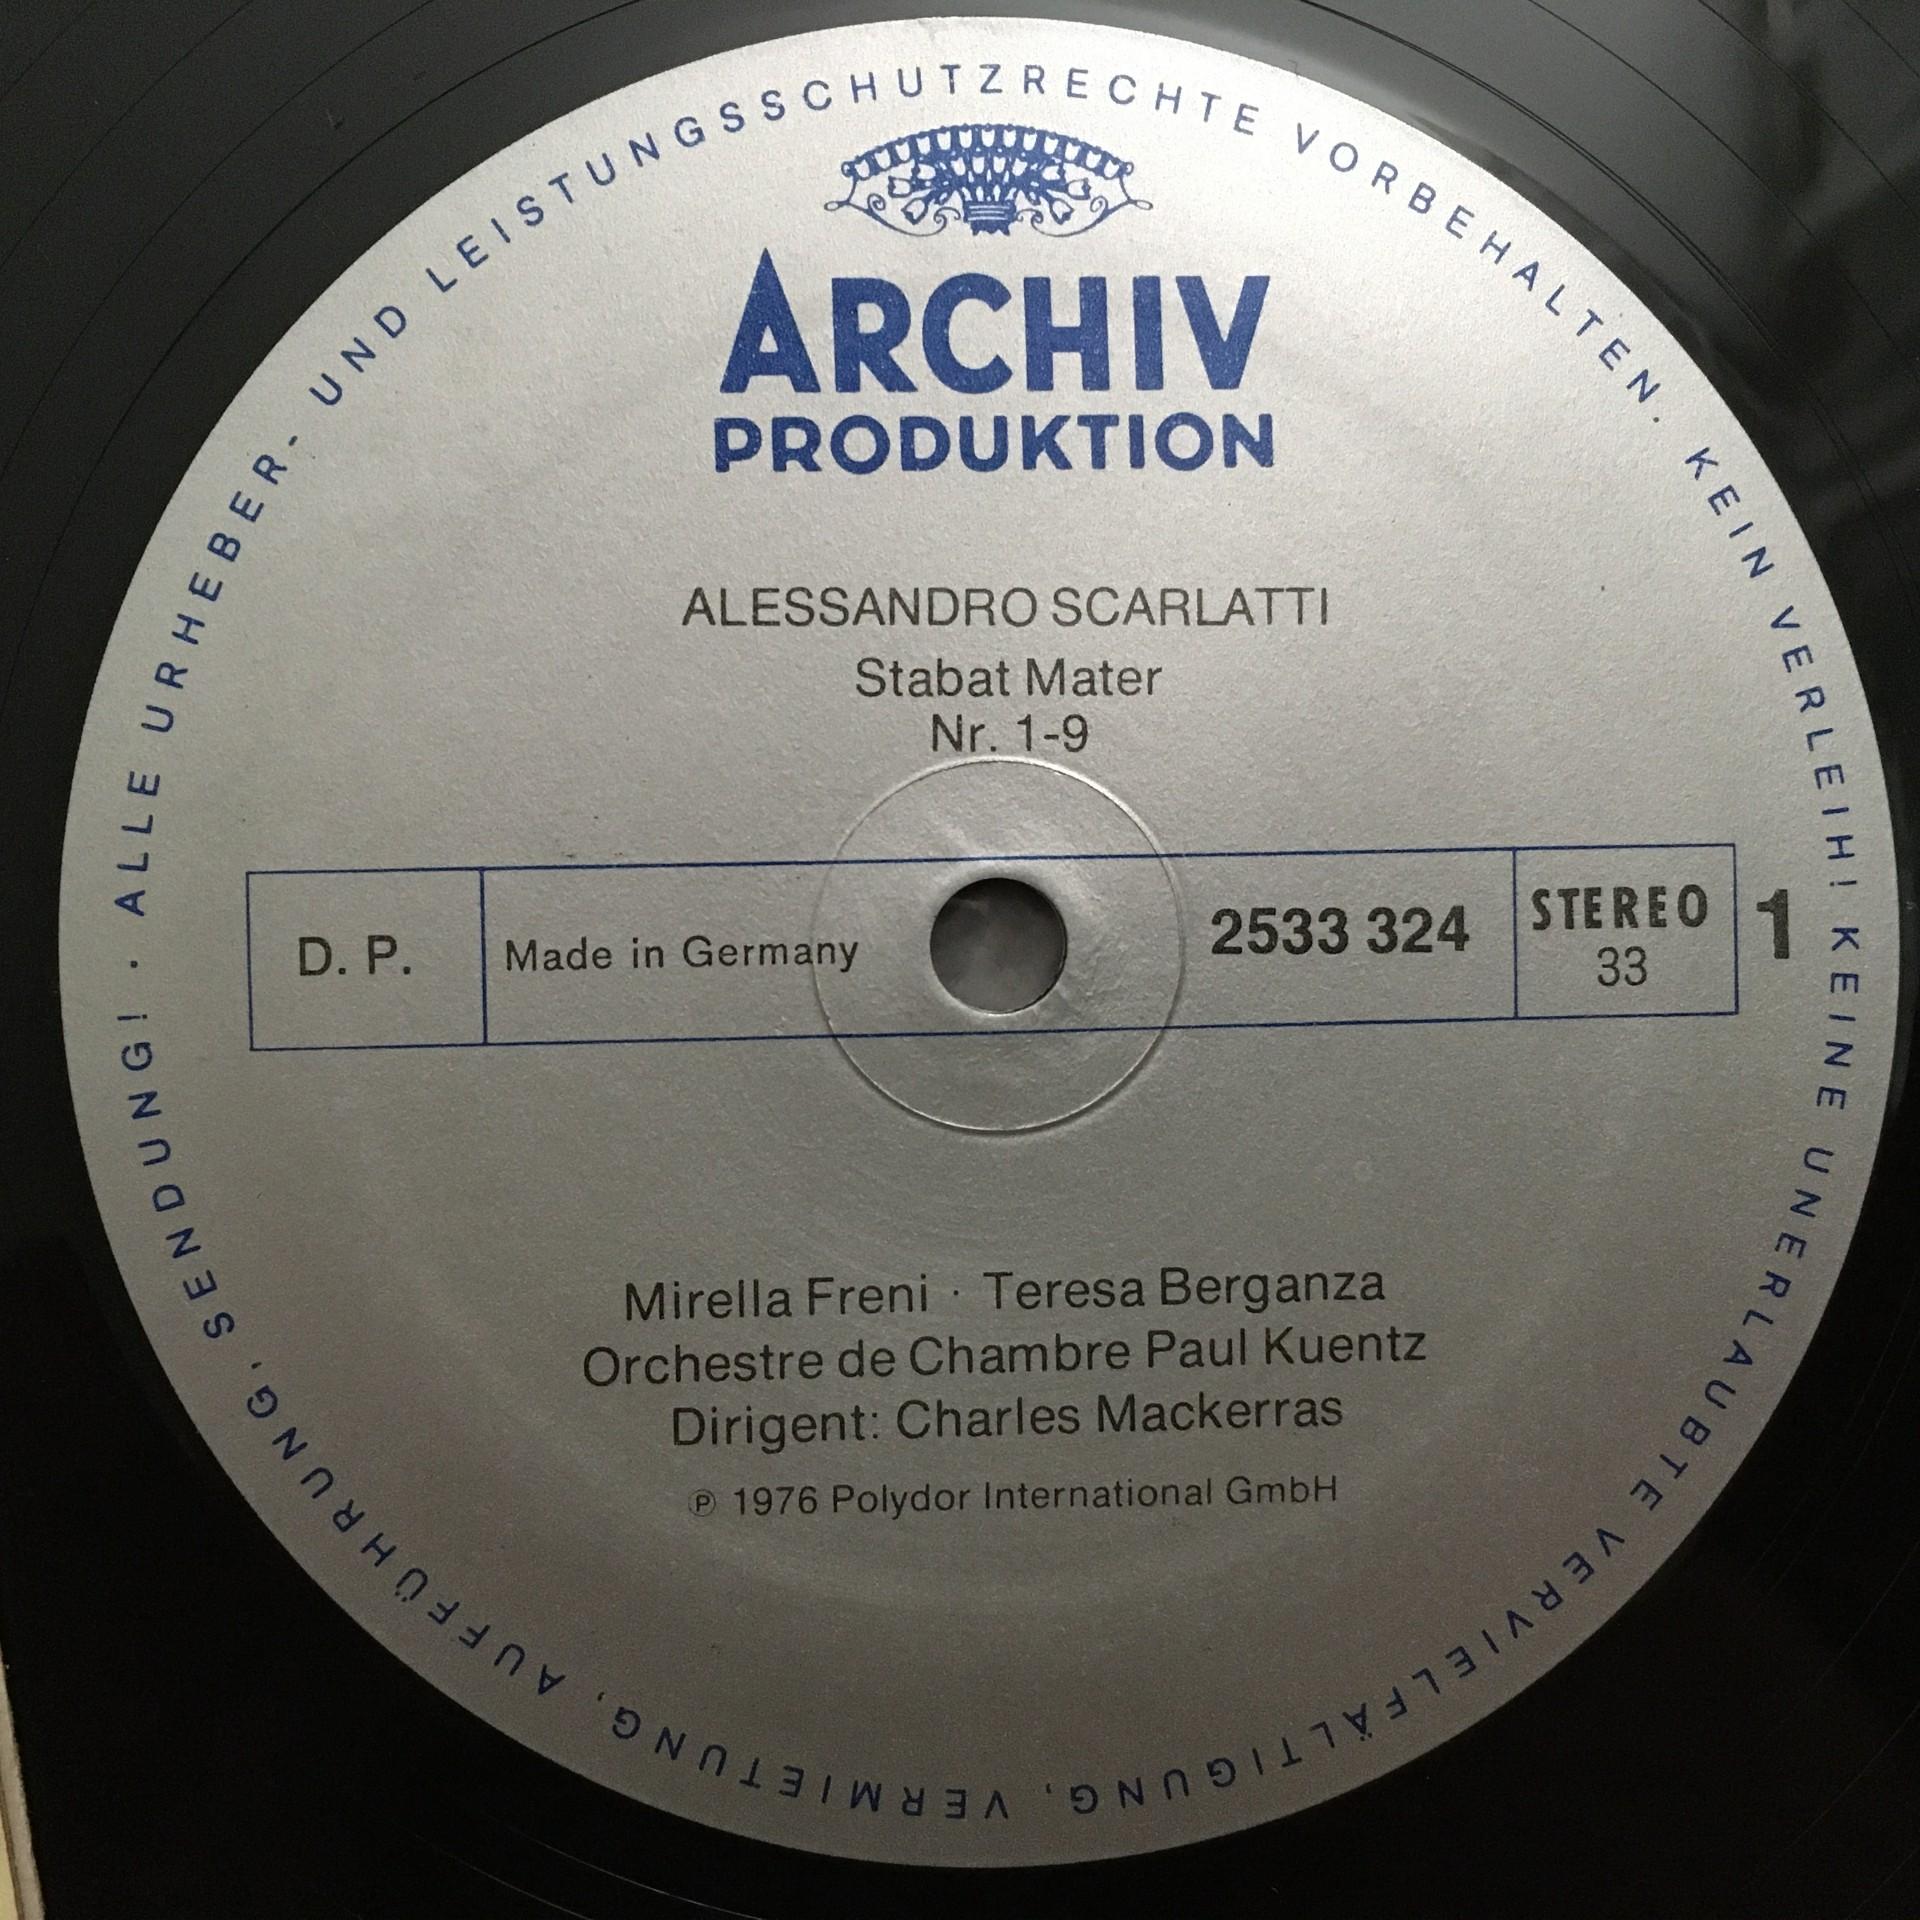 ALLE URHEBER- UND LEISTUNGSSCHUTZRECHTE VORBEHALTEN. KEIN VERLEIH! KEINE UNERLAUBTE VERVIELFÄLTIGUNG, VERMIETUNG, AUFFÜHRUNG, SENDUNG! ·
ARCHIV
PRODUKTION
ALESSANDRO SCARLATTI
Stabat Mater
Nr. 1-9
D. P. Made in Germany 2533 324 STEREO 1
33
Mirella Freni · Teresa Berganza
Orchestre de Chambre Paul Kuentz
Dirigent: Charles Mackerras
℗ 1976 Polydor International GmbH